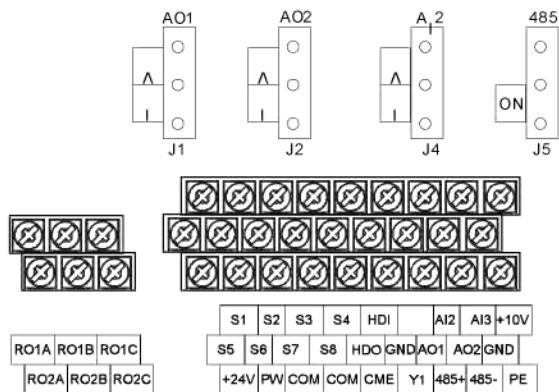 AO1 AO2 AI2 485
V V V
I I I ON
J1 J2 J4 J5
S1 S2 S3 S4 HDI AI2 AI3 +10V
RO1A RO1B RO1C S5 S6 S7 S8 HDO GND AO1 AO2 GND
RO2A RO2B RO2C +24V PW COM COM CME Y1 485+ 485- PE